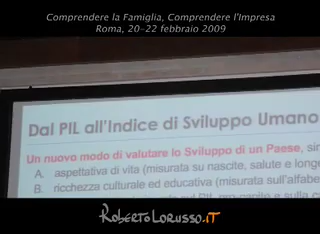 Comprendere la Famiglia, Comprendere l'Impresa
Roma, 20-22 febbraio 2009
Dal PIL all'Indice di Sviluppo Umano
Un nuovo modo di valutare lo Sviluppo di un Paese,
A. aspettativa di vita (misurata su nascite, salute e
B. ricchezza culturale ed educativa (misurata
ROBERTOLORUSSO.iT